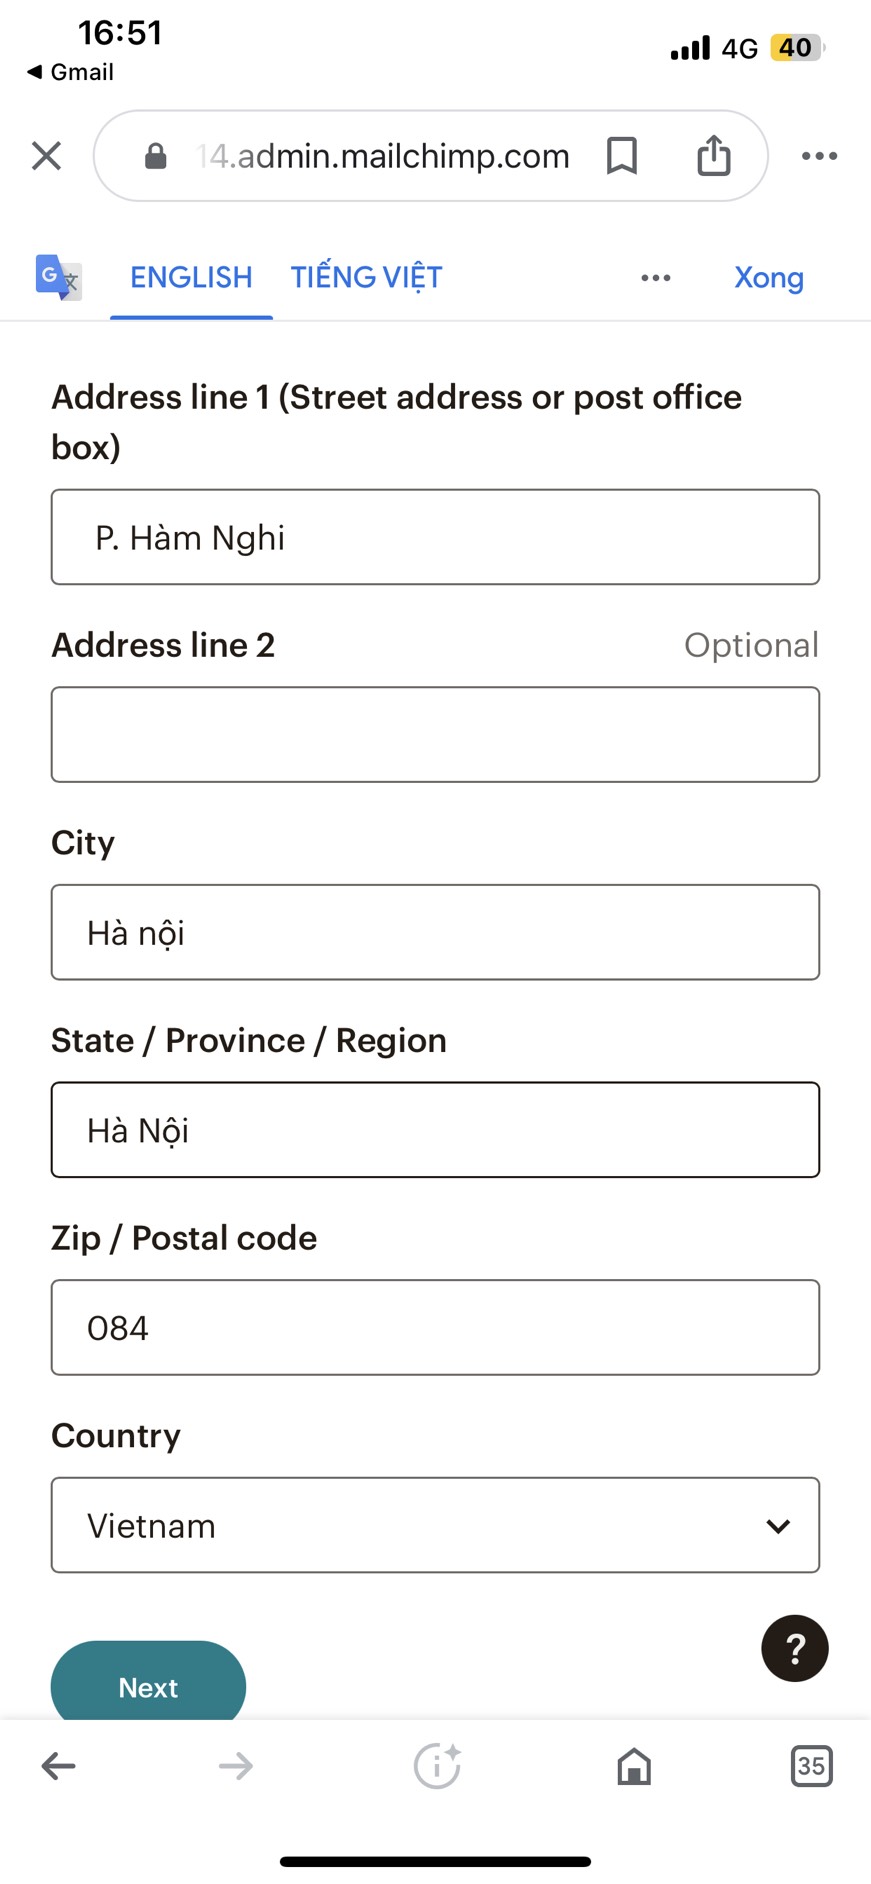 16:51
4G 40
◀ Gmail
14.admin.mailchimp.com
G 文 ENGLISH TIẾNG VIỆT Xong
Address line 1 (Street address or post office
box)
P. Hàm Nghi
Address line 2 Optional
City
Hà nội
State / Province / Region
Hà Nội
Zip / Postal code
084
Country
Vietnam
?
Next
35